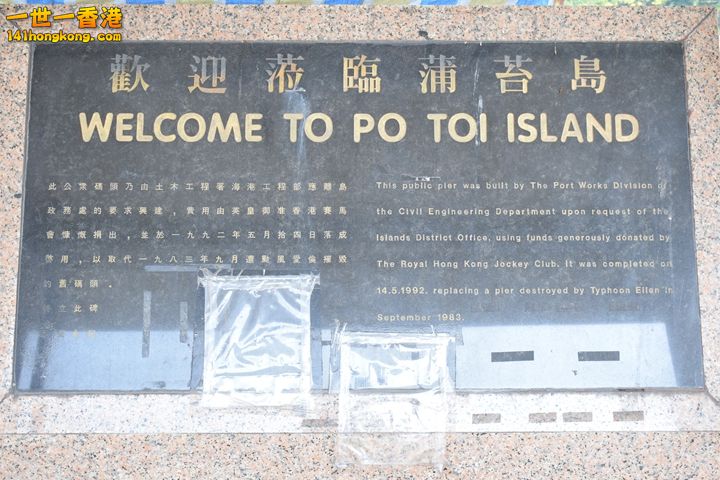 一世一香港
141hongkong.com
歡迎蒞臨蒲苔島
WELCOME TO PO TOI ISLAND
此公眾碼頭乃由土木工程署海港工程部應離島
政務處的要求興建，費用由英皇御准香港賽馬
會慷慨捐出，並於一九九二年五月拾四日落成
啓用，以取代一九八三年九月遭颱風愛倫摧毀
的舊碼頭．
立此碑
This public pier was built by The Port Works Division of
the Civil Engineering Department upon request of the
Islands District Office, using funds generously donated by
The Royal Hong Kong Jockey Club. It was completed on
14.5.1992. replacing a pier destroyed by Typhoon Ellen in
September 1983.